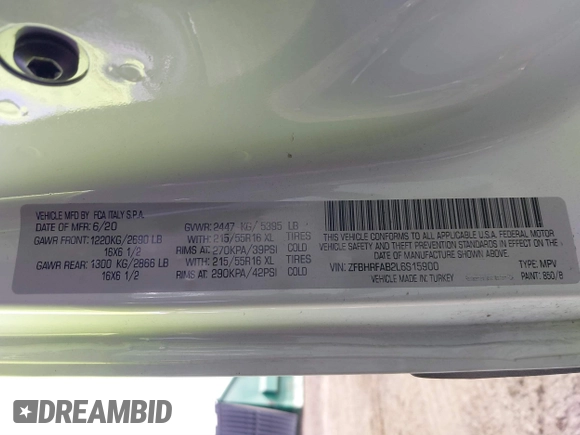 VEHICLE MFD BY: FCA ITALY S.P.A.
DATE OF MFR: 6/20 GVWR: 2447 KG/ 5395 LB
GAWR FRONT: 1220KG/2690 LB WITH: 215/55R16 XL TIRES
16X6 1/2 RIMS AT: 270KPA/39PSI COLD
GAWR REAR: 1300 KG/2866 LB WITH: 215/55R16 XL TIRES
16X6 1/2 RIMS AT: 290KPA/42PSI COLD
THIS VEHICLE CONFORMS TO ALL APPLICABLE U.S.A. FEDERAL MOTOR
VEHICLE SAFETY AND THEFT PREVENTION STANDARDS IN EFFECT ON THE
DATE OF MANUFACTURE SHOWN ABOVE.
VIN: ZFBHRFAB2L6S15900 TYPE: MPV
VEHICLE MADE IN: TURKEY PAINT: 850/B
DREAMBID